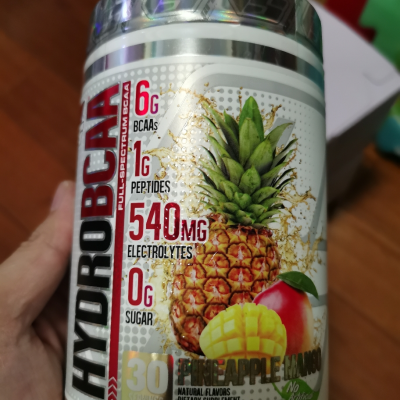 HYDROBCAA
FULL-SPECTRUM BCAA
6G
BCAAs
1G
PEPTIDES
540MG
ELECTROLYTES
0G
SUGAR
30
PINEAPPLE MANGO
NATURAL FLAVORS
DIETARY SUPPLEMENT
No